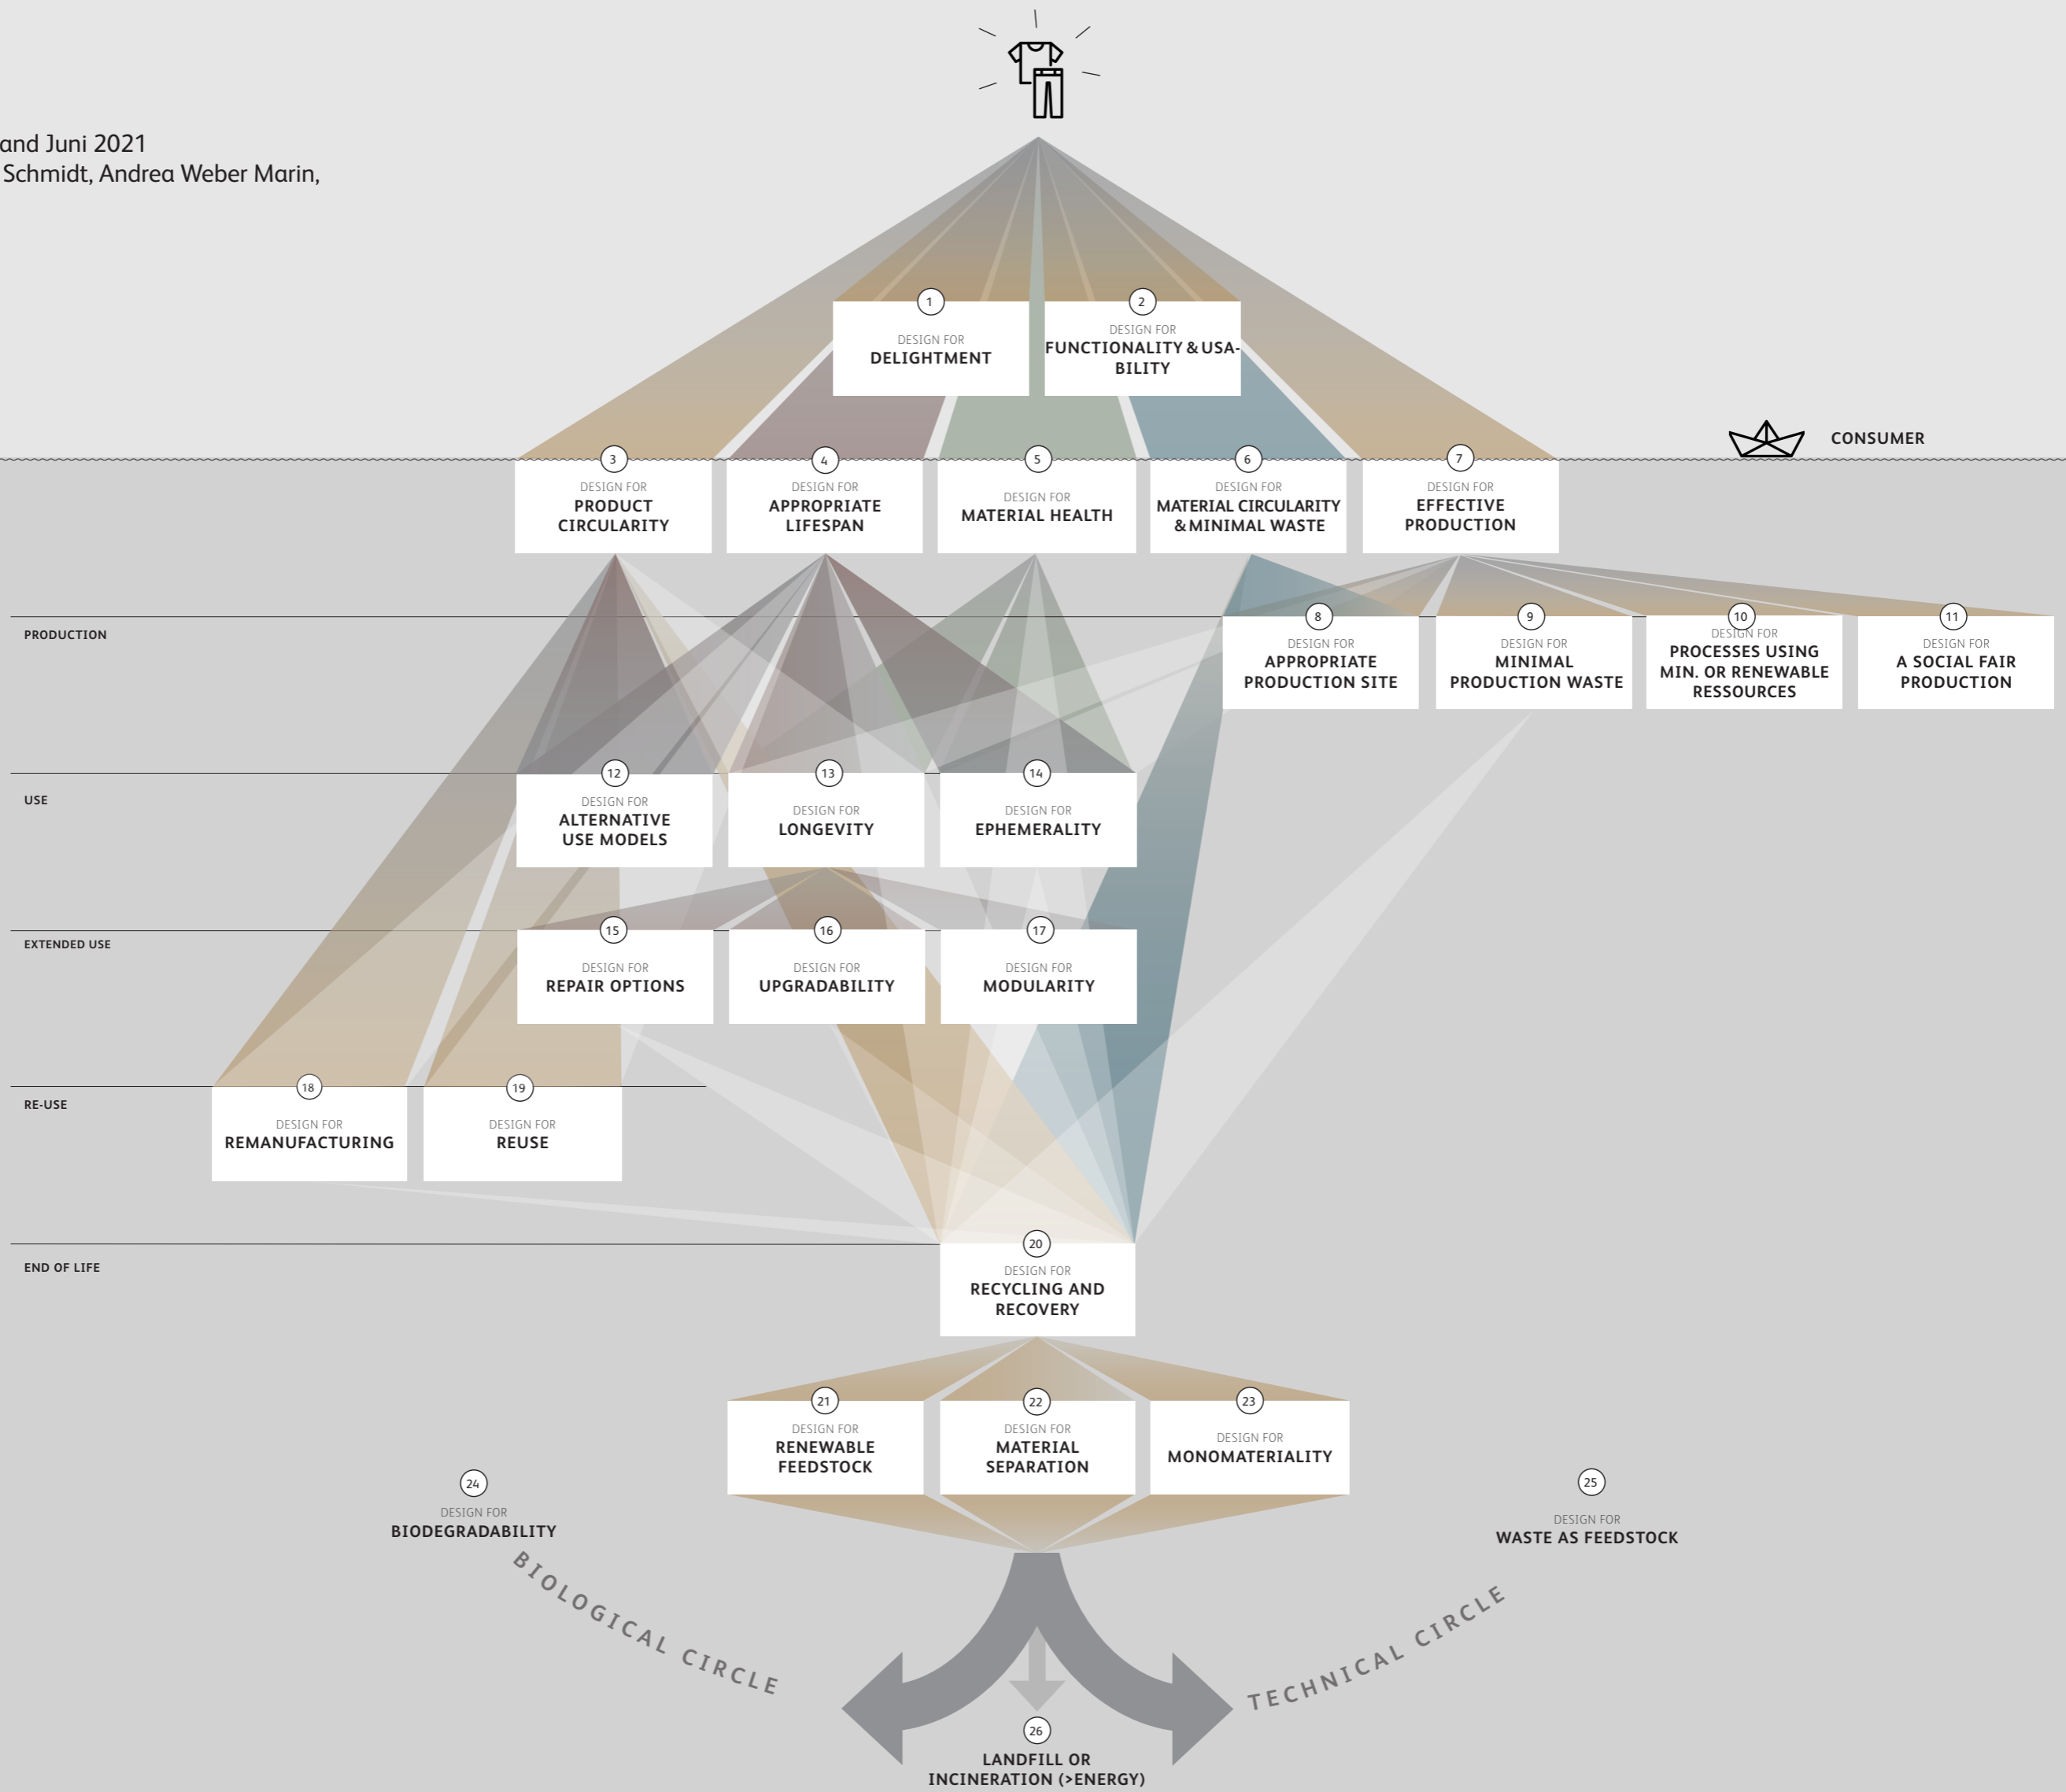 and Juni 2021
Schmidt, Andrea Weber Marin,
1
DESIGN FOR
DELIGHTMENT
2
DESIGN FOR
FUNCTIONALITY & USA-
BILITY
CONSUMER
3
DESIGN FOR
PRODUCT
CIRCULARITY
4
DESIGN FOR
APPROPRIATE
LIFESPAN
5
DESIGN FOR
MATERIAL HEALTH
6
DESIGN FOR
MATERIAL CIRCULARITY
& MINIMAL WASTE
7
DESIGN FOR
EFFECTIVE
PRODUCTION
PRODUCTION
8
DESIGN FOR
APPROPRIATE
PRODUCTION SITE
9
DESIGN FOR
MINIMAL
PRODUCTION WASTE
10
DESIGN FOR
PROCESSES USING
MIN. OR RENEWABLE
RESSOURCES
11
DESIGN FOR
A SOCIAL FAIR
PRODUCTION
USE
12
DESIGN FOR
ALTERNATIVE
USE MODELS
13
DESIGN FOR
LONGEVITY
14
DESIGN FOR
EPHEMERALITY
EXTENDED USE
15
DESIGN FOR
REPAIR OPTIONS
16
DESIGN FOR
UPGRADABILITY
17
DESIGN FOR
MODULARITY
RE-USE
18
DESIGN FOR
REMANUFACTURING
19
DESIGN FOR
REUSE
END OF LIFE
20
DESIGN FOR
RECYCLING AND
RECOVERY
21
DESIGN FOR
RENEWABLE
FEEDSTOCK
22
DESIGN FOR
MATERIAL
SEPARATION
23
DESIGN FOR
MONOMATERIALITY
24
DESIGN FOR
BIODEGRADABILITY
25
DESIGN FOR
WASTE AS FEEDSTOCK
BIOLOGICAL CIRCLE
TECHNICAL CIRCLE
26
LANDFILL OR
INCINERATION (>ENERGY)